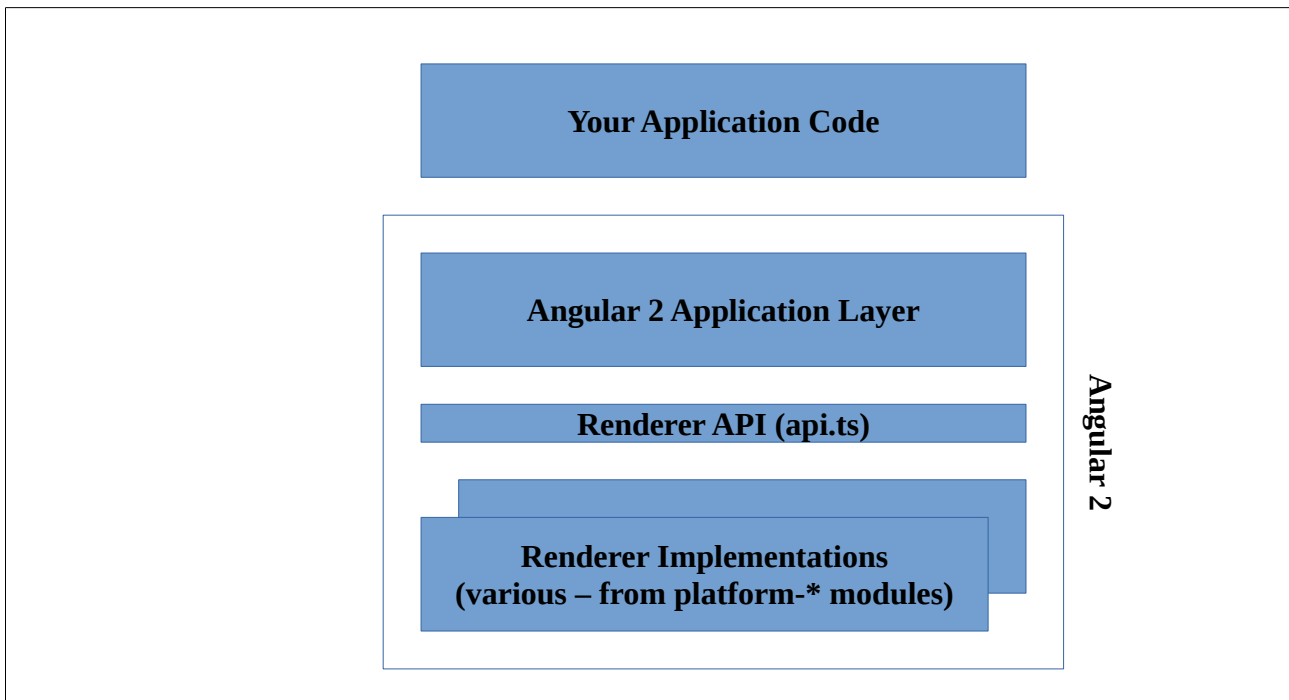 Your Application Code
Angular 2 Application Layer
Renderer API (api.ts)
Renderer Implementations
(various – from platform-* modules)
Angular 2